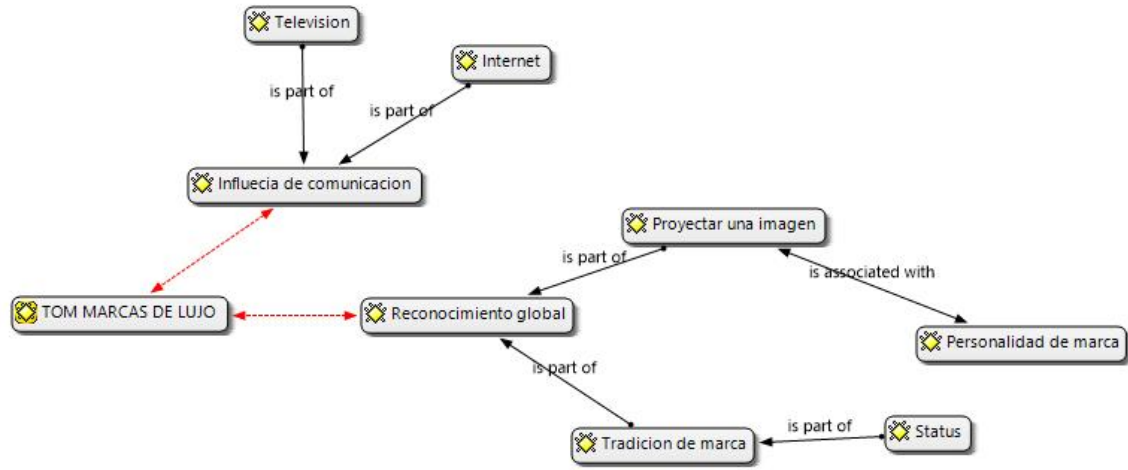 Television
Internet
is part of
is part of
Influecia de comunicacion
Proyectar una imagen
is part of
is associated with
TOM MARCAS DE LUJO
Reconocimiento global
Personalidad de marca
is part of
is part of
Status
Tradicion de marca